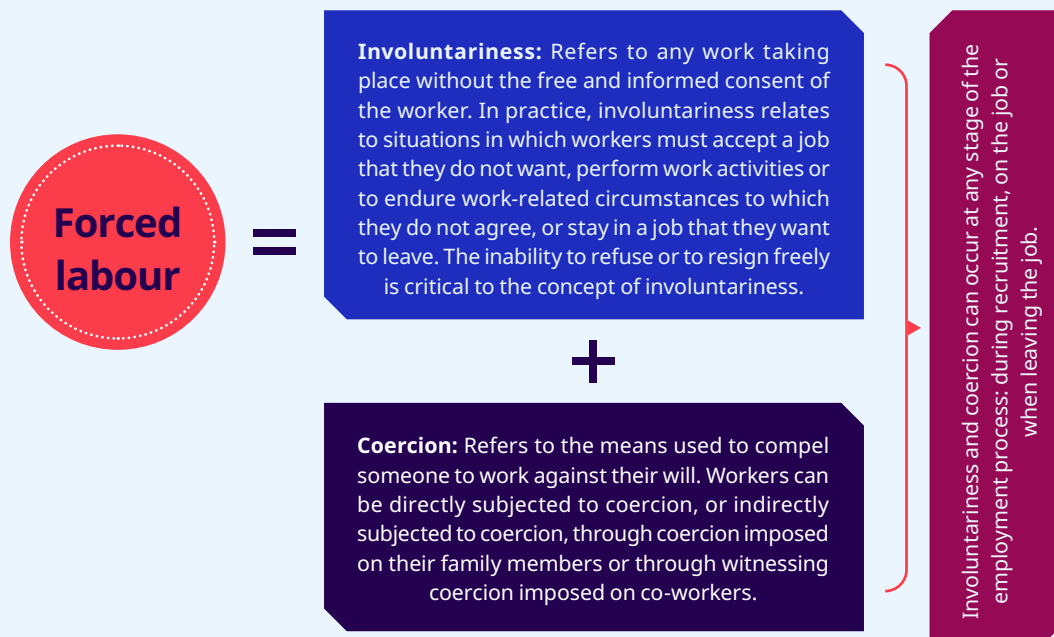 Forced
labour
=
Involuntariness: Refers to any work taking
place without the free and informed consent of
the worker. In practice, involuntariness relates
to situations in which workers must accept a job
that they do not want, perform work activities or
to endure work-related circumstances to which
they do not agree, or stay in a job that they want
to leave. The inability to refuse or to resign freely
is critical to the concept of involuntariness.
+
Coercion: Refers to the means used to compel
someone to work against their will. Workers can
be directly subjected to coercion, or indirectly
subjected to coercion, through coercion imposed
on their family members or through witnessing
coercion imposed on co-workers.
Involuntariness and coercion can occur at any stage of the
employment process: during recruitment, on the job or
when leaving the job.